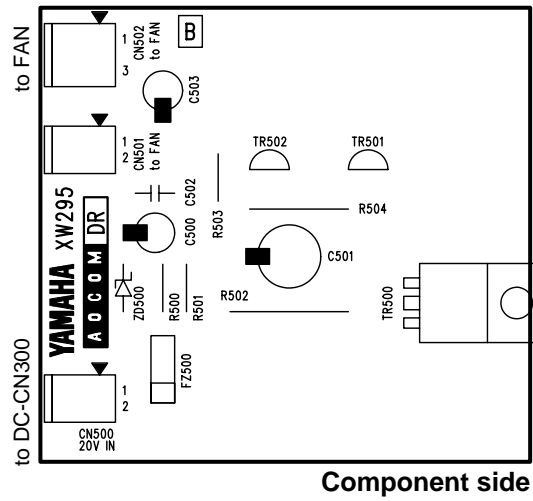 to FAN
1
3
CN502
to FAN
B
C503
1
2
CN501
to FAN
TR502
TR501
C502
R503
R504
C500
C501
YAMAHA XW295
AOCOM DR
ZD500
R500
R501
R502
TR500
FZ500
to DC-CN300
1
2
CN500
20V IN
Component side